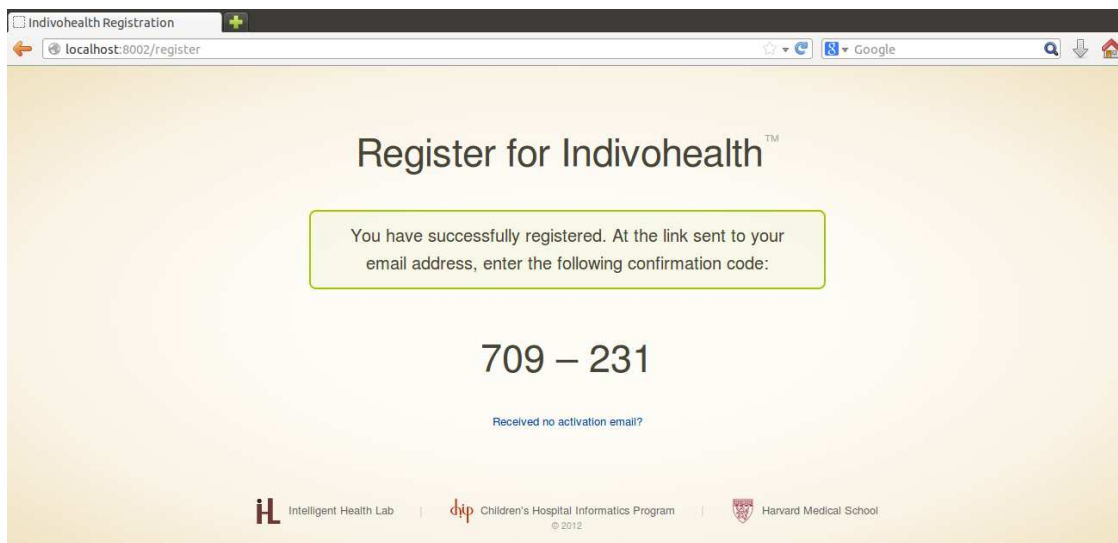 Indivohealth Registration
localhost:8002/register
Google
Register for Indivohealth™
You have successfully registered. At the link sent to your
email address, enter the following confirmation code:
709 – 231
Received no activation email?
iHL Intelligent Health Lab | chip Children's Hospital Informatics Program | Harvard Medical School
© 2012